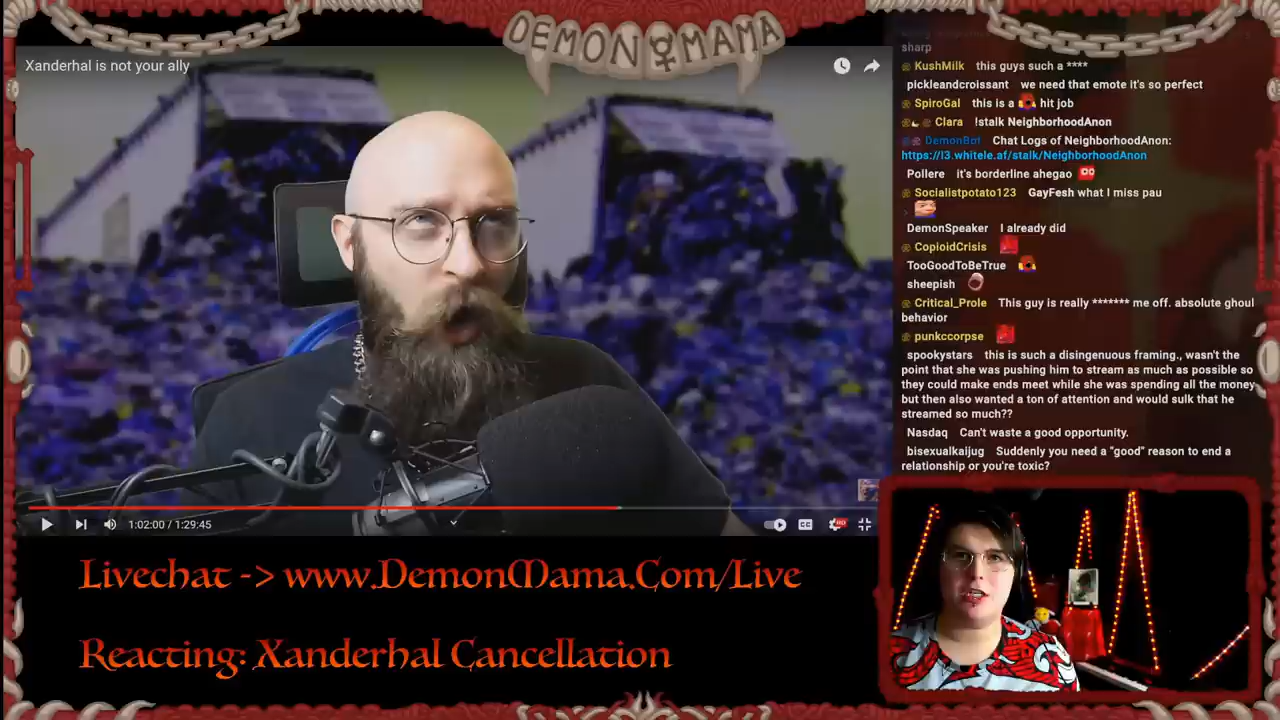 DEMON MAMA
Xanderhal is not your ally
1:02:00 / 1:29:45
CC
HD
Livechat -> www.DemonMama.Com/Live
Reacting: Xanderhal Cancellation
sharp
KushMilk this guys such a ****
pickleandcroissant we need that emote it's so perfect
SpiroGal this is a hit job
Clara !stalk NeighborhoodAnon
DemonBot Chat Logs of NeighborhoodAnon:
https://l3.whitele.af/stalk/NeighborhoodAnon
Pollere it's borderline ahegao
Socialistpotato123 GayFesh what I miss pau
DemonSpeaker I already did
CopioidCrisis
TooGoodToBeTrue
sheepish
Critical_Prole This guy is really ******* me off. absolute ghoul
behavior
punkccorpse
spookystars this is such a disingenuous framing., wasn't the
point that she was pushing him to stream as much as possible so
they could make ends meet while she was spending all the money
but then also wanted a ton of attention and would sulk that he
streamed so much??
Nasdaq Can't waste a good opportunity.
bisexualkaijug Suddenly you need a "good" reason to end a
relationship or you're toxic?